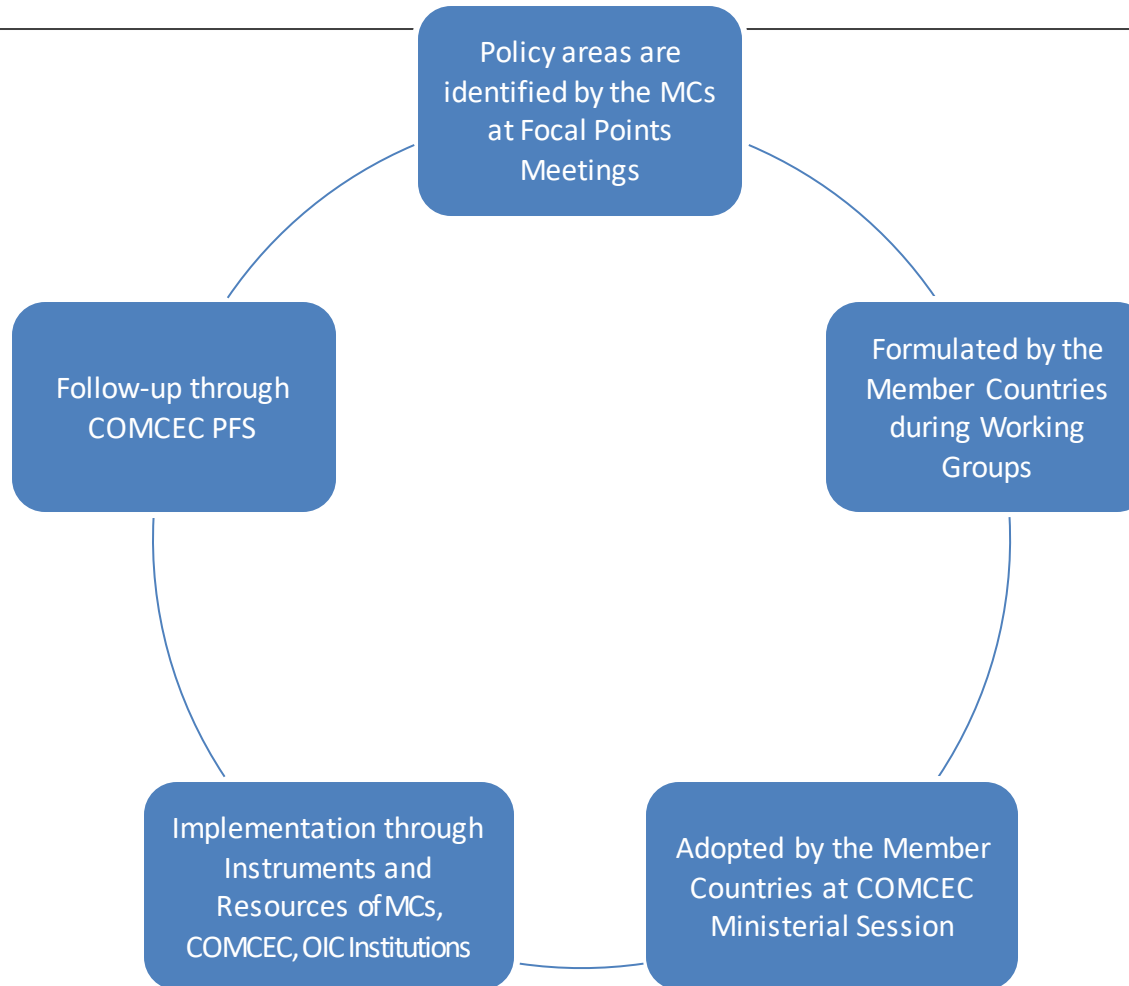 Policy areas are
identified by the MCs
at Focal Points
Meetings
Formulated by the
Member Countries
during Working
Groups
Adopted by the Member
Countries at COMCEC
Ministerial Session
Implementation through
Instruments and
Resources of MCs,
COMCEC, OIC Institutions
Follow-up through
COMCEC PFS